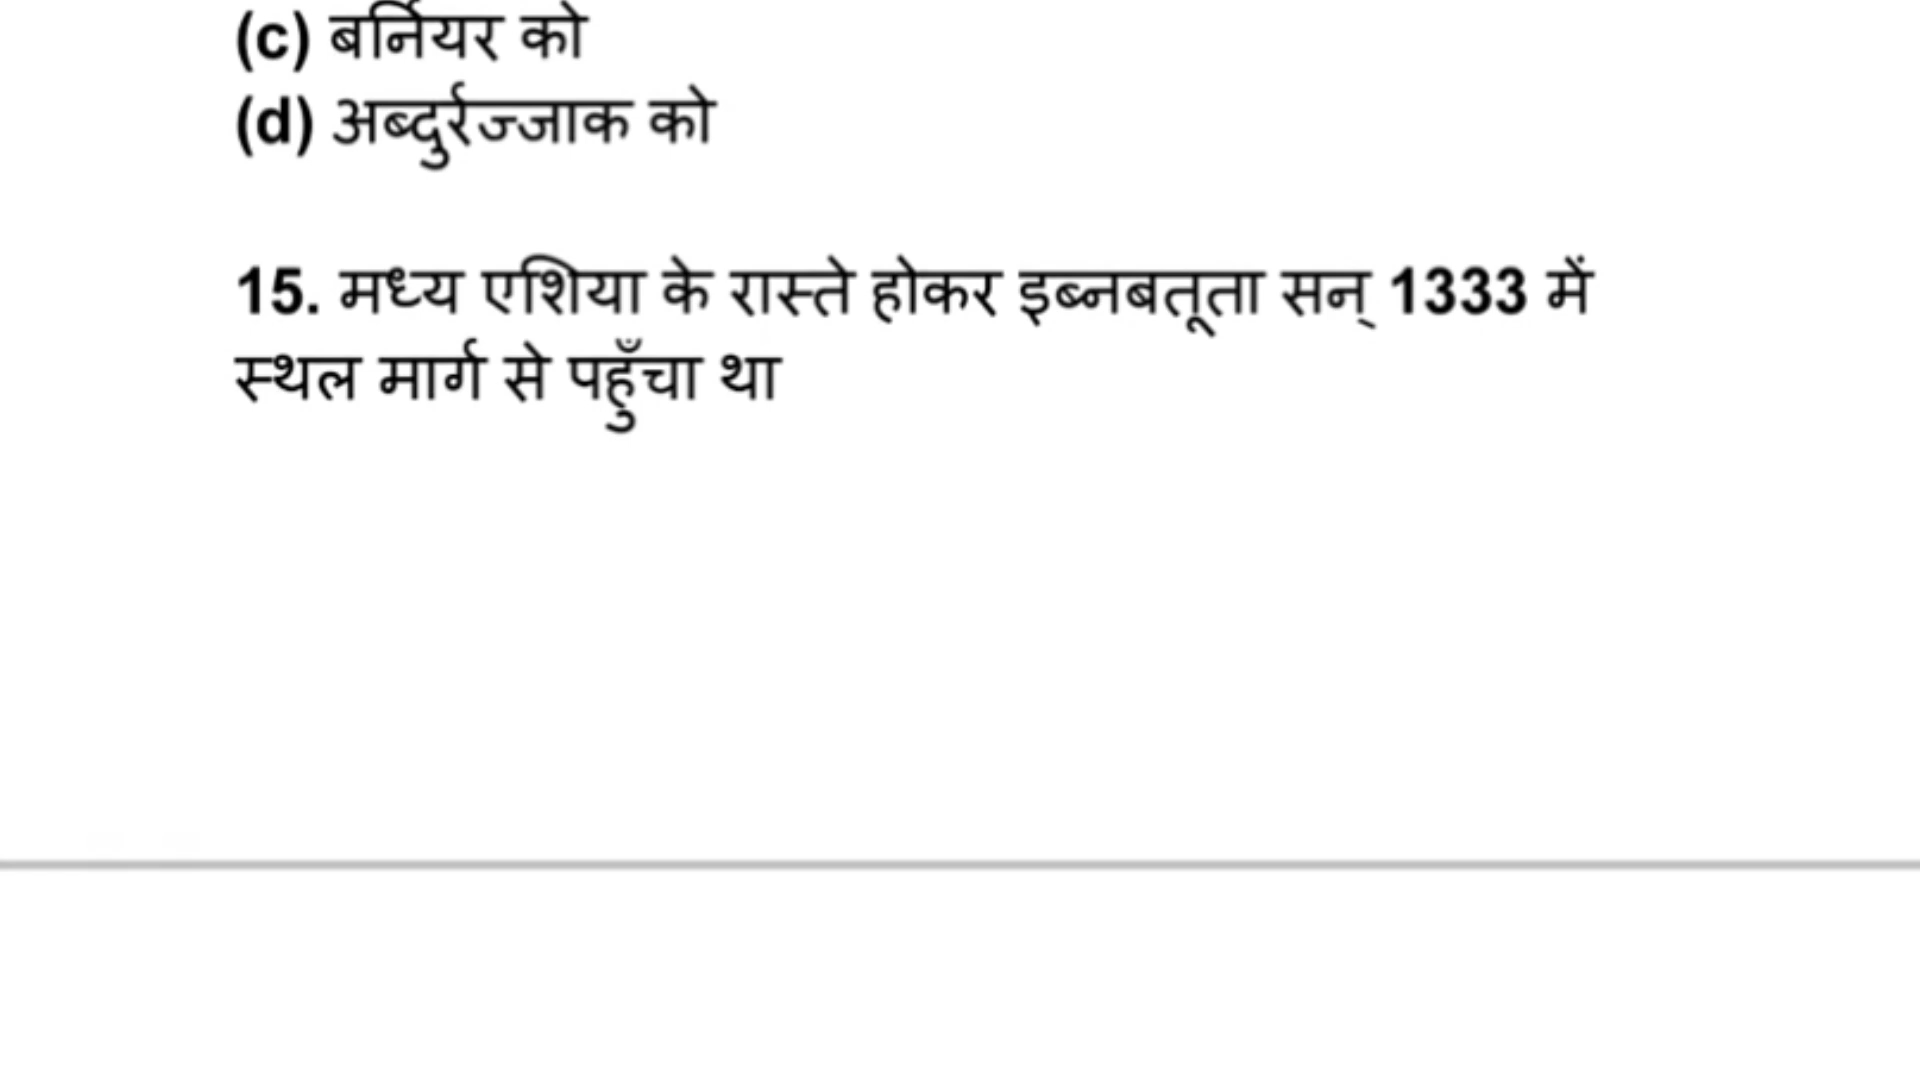 (c) बर्नियर को
(d) अब्दुर्रज्जाक को
15. मध्य एशिया के रास्ते होकर इब्नबतूता सन् 1333 में
स्थल मार्ग से पहुँचा था